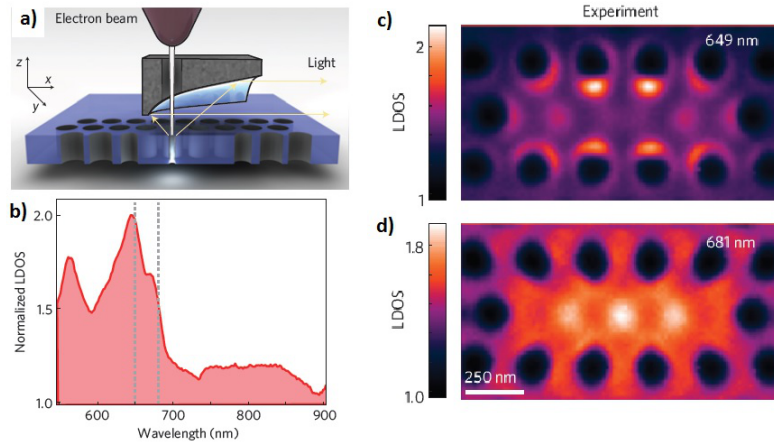 a)
Electron beam
Light
z
x
y
b)
Normalized LDOS
2.0
1.5
1.0
600
700
800
900
Wavelength (nm)
Experiment
c)
2
LDOS
1
649 nm
d)
1.8
LDOS
1.0
681 nm
250 nm